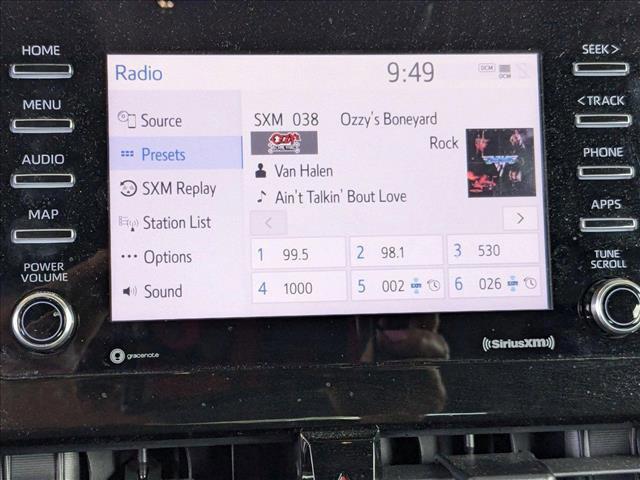 HOME
MENU
AUDIO
MAP
POWER
VOLUME
Radio
9:49
DCM
DCM
Source
Presets
SXM Replay
Station List
Options
Sound
SXM 038 Ozzy's Boneyard
Rock
Van Halen
Ain't Talkin' Bout Love
1 99.5
2 98.1
3 530
4 1000
5 002
6 026
SEEK >
< TRACK
PHONE
APPS
TUNE
SCROLL
gracenote
SiriusXM